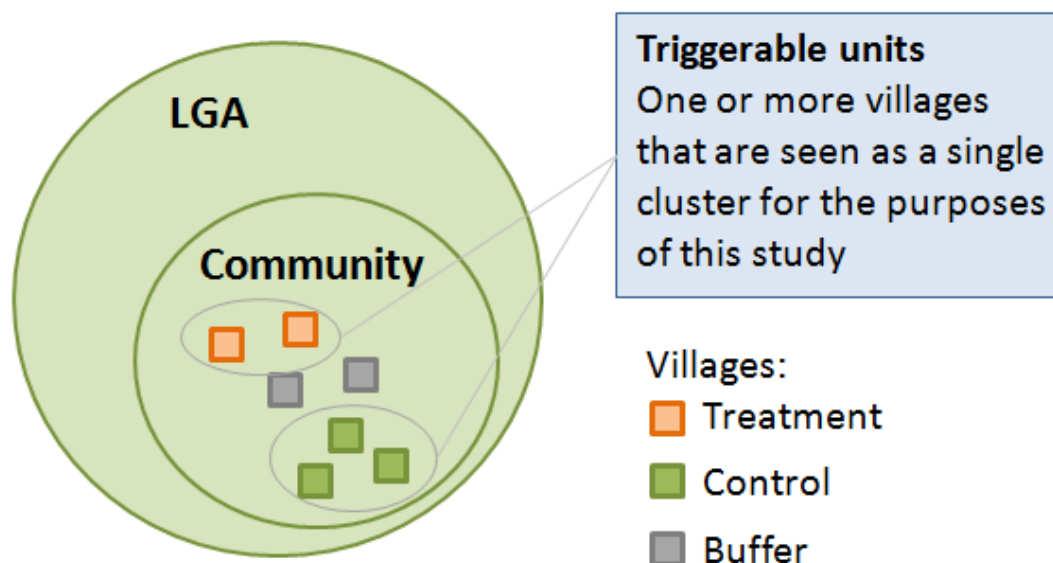 LGA
Community
Triggerable units
One or more villages
that are seen as a single
cluster for the purposes
of this study
Villages:
Treatment
Control
Buffer